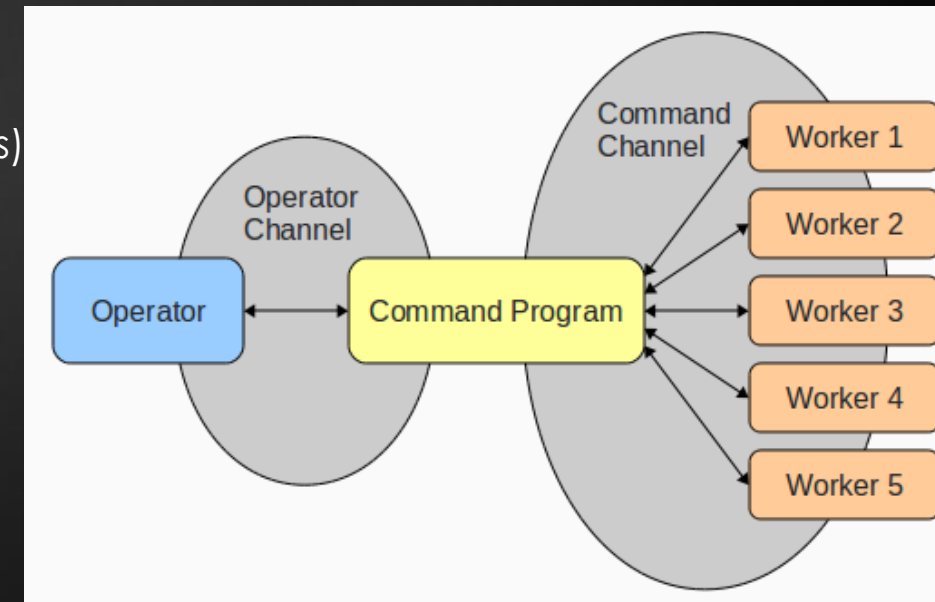 s)
Operator
Channel
Command
Channel
Operator
Command Program
Worker 1
Worker 2
Worker 3
Worker 4
Worker 5